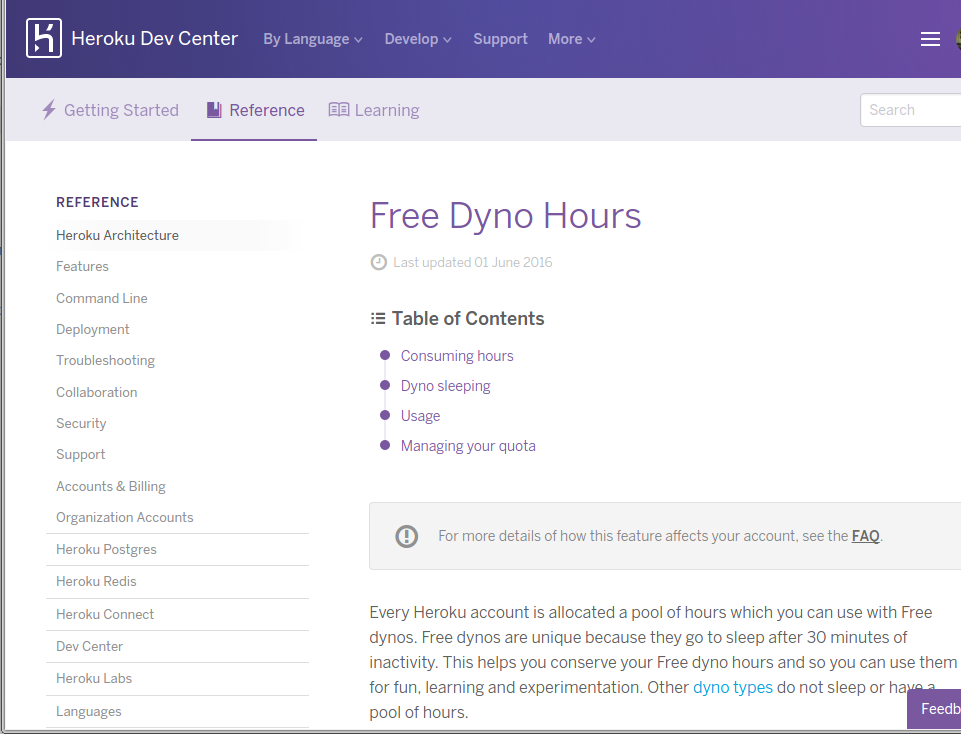 Heroku Dev Center
By Language
Develop
Support
More
Getting Started
Reference
Learning
Search
REFERENCE
Heroku Architecture
Features
Command Line
Deployment
Troubleshooting
Collaboration
Security
Support
Accounts & Billing
Organization Accounts
Heroku Postgres
Heroku Redis
Heroku Connect
Dev Center
Heroku Labs
Languages
Free Dyno Hours
Last updated 01 June 2016
Table of Contents
Consuming hours
Dyno sleeping
Usage
Managing your quota
For more details of how this feature affects your account, see the FAQ.
Every Heroku account is allocated a pool of hours which you can use with Free
dynos. Free dynos are unique because they go to sleep after 30 minutes of
inactivity. This helps you conserve your Free dyno hours and so you can use them
for fun, learning and experimentation. Other dyno types do not sleep or have a
pool of hours.
Feedb